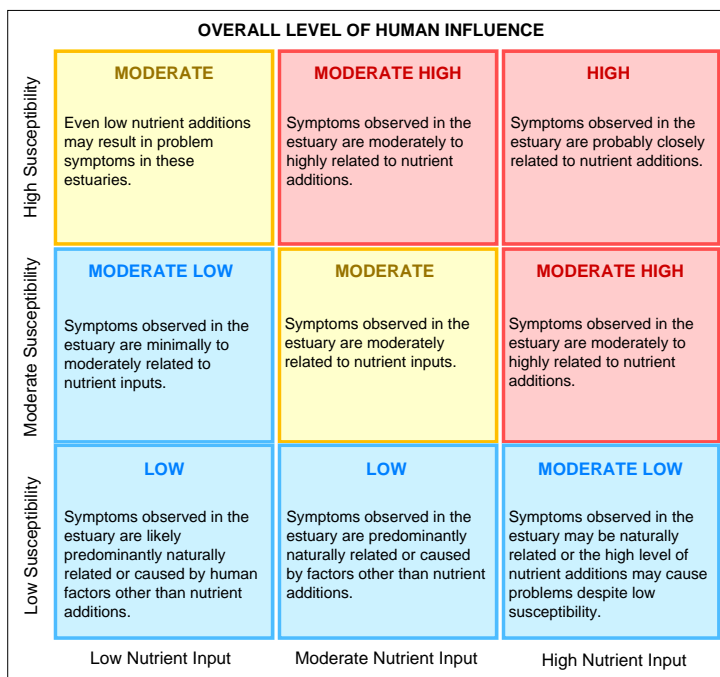 OVERALL LEVEL OF HUMAN INFLUENCE
High Susceptibility
MODERATE
Even low nutrient additions
may result in problem
symptoms in these
estuaries.
MODERATE HIGH
Symptoms observed in the
estuary are moderately to
highly related to nutrient
additions.
HIGH
Symptoms observed in the
estuary are probably closely
related to nutrient additions.
Moderate Susceptibility
MODERATE LOW
Symptoms observed in the
estuary are minimally to
moderately related to
nutrient inputs.
MODERATE
Symptoms observed in the
estuary are moderately
related to nutrient inputs.
MODERATE HIGH
Symptoms observed in the
estuary are moderately to
highly related to nutrient
additions.
Low Susceptibility
LOW
Symptoms observed in the
estuary are likely
predominantly naturally
related or caused by human
factors other than nutrient
additions.
LOW
Symptoms observed in the
estuary are predominantly
naturally related or caused
by factors other than nutrient
additions.
MODERATE LOW
Symptoms observed in the
estuary may be naturally
related or the high level of
nutrient additions may cause
problems despite low
susceptibility.
Low Nutrient Input
Moderate Nutrient Input
High Nutrient Input